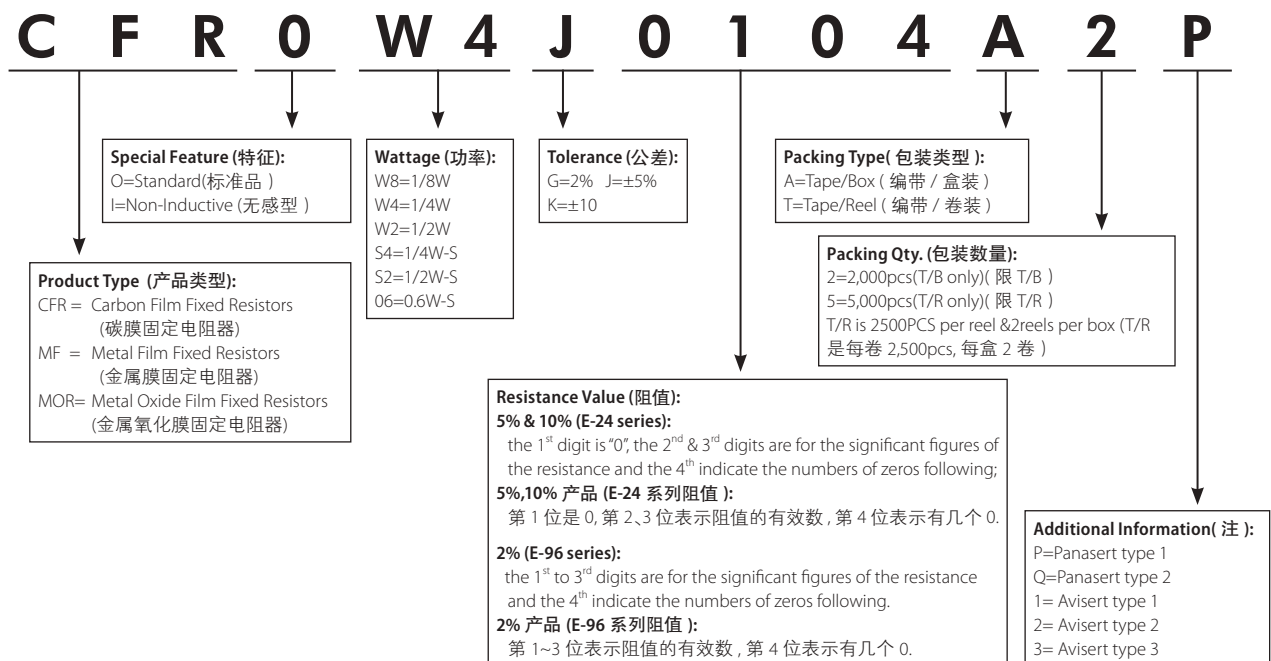 C F R 0 W 4 J 0 1 0 4 A 2 P
Special Feature (特征):
O=Standard(标准品 )
I=Non-Inductive (无感型 )
Wattage (功率):
W8=1/8W
W4=1/4W
W2=1/2W
S4=1/4W-S
S2=1/2W-S
06=0.6W-S
Tolerance (公差):
G=2% J=±5%
K=±10
Packing Type( 包装类型 ):
A=Tape/Box ( 编带 / 盒装 )
T=Tape/Reel ( 编带 / 卷装 )
Packing Qty. (包装数量):
2=2,000pcs(T/B only)( 限 T/B )
5=5,000pcs(T/R only)( 限 T/R )
T/R is 2500PCS per reel &2reels per box (T/R
是每卷 2,500pcs, 每盒 2 卷 )
Product Type (产品类型):
CFR = Carbon Film Fixed Resistors
(碳膜固定电阻器)
MF = Metal Film Fixed Resistors
(金属膜固定电阻器)
MOR= Metal Oxide Film Fixed Resistors
(金属氧化膜固定电阻器)
Resistance Value (阻值):
5% & 10% (E-24 series):
the 1st digit is “0”, the 2nd & 3rd digits are for the significant figures of
the resistance and the 4th indicate the numbers of zeros following;
5%,10% 产品 (E-24 系列阻值 ):
第 1 位是 0, 第 2、3 位表示阻值的有效数 , 第 4 位表示有几个 0.
2% (E-96 series):
the 1st to 3rd digits are for the significant figures of the resistance
and the 4th indicate the numbers of zeros following.
2% 产品 (E-96 系列阻值 ):
第 1~3 位表示阻值的有效数 , 第 4 位表示有几个 0.
Additional Information( 注 ):
P=Panasert type 1
Q=Panasert type 2
1= Avisert type 1
2= Avisert type 2
3= Avisert type 3